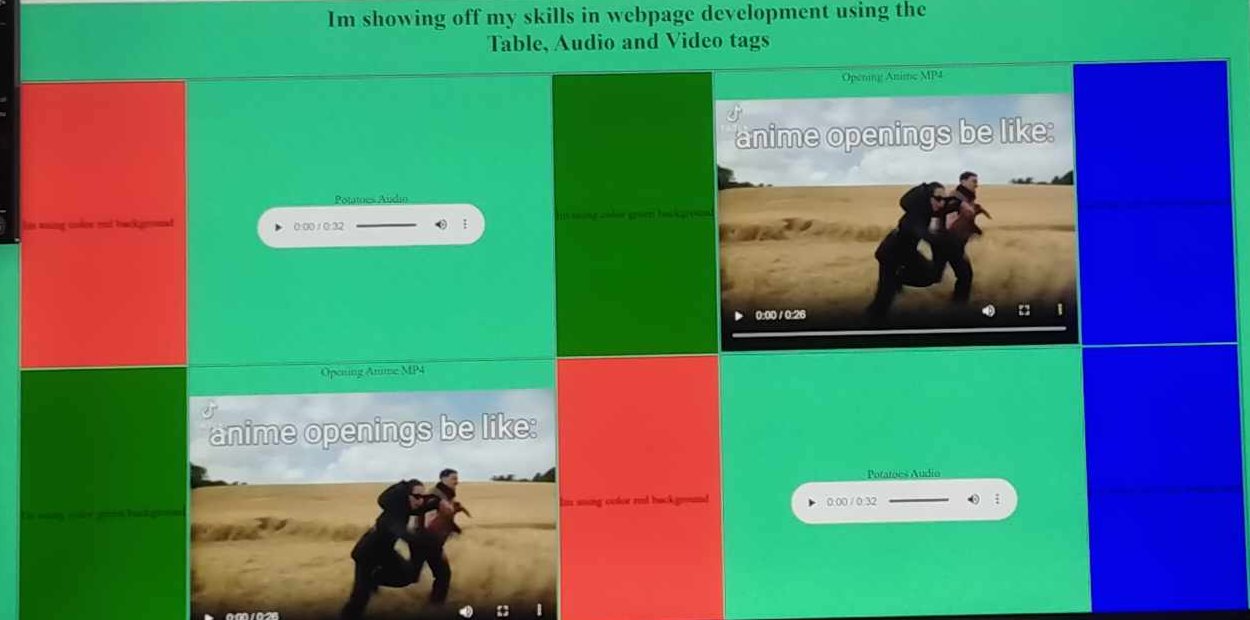 Im showing off my skills in webpage development using the
Table, Audio and Video tags
Im using color red background
Potatoes Audio
0:00 / 0:32
Im using color green background
Opening Anime MP4
anime openings be like:
0:00 / 0:26
Opening Anime MP4
anime openings be like:
0:00 / 0:26
Im using color green background
Im using color red background
Potatoes Audio
0:00 / 0:32